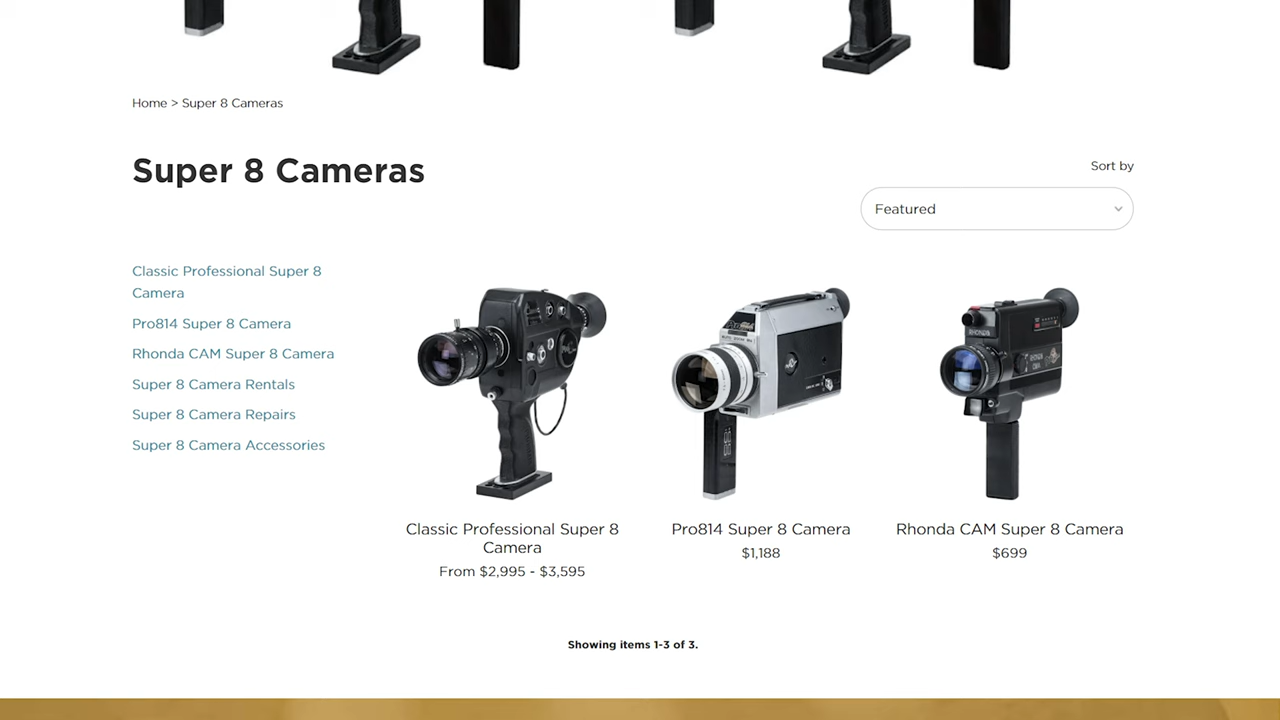 Home > Super 8 Cameras
Super 8 Cameras
Sort by
Featured
Classic Professional Super 8
Camera
Pro814 Super 8 Camera
Rhonda CAM Super 8 Camera
Super 8 Camera Rentals
Super 8 Camera Repairs
Super 8 Camera Accessories
RHONDA
Classic Professional Super 8
Camera
From $2,995 - $3,595
Pro814 Super 8 Camera
$1,188
Rhonda CAM Super 8 Camera
$699
Showing items 1-3 of 3.